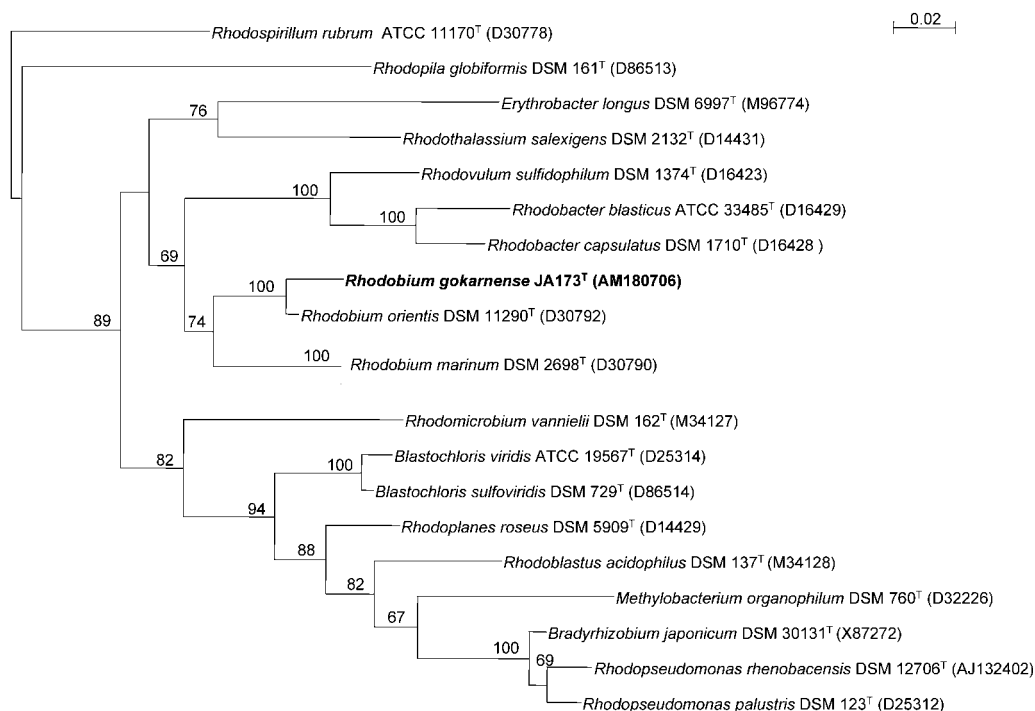 0.02
Rhodospirillum rubrum ATCC 11170ᵀ (D30778)
Rhodopila globiformis DSM 161ᵀ (D86513)
76
Erythrobacter longus DSM 6997ᵀ (M96774)
Rhodothalassium salexigens DSM 2132ᵀ (D14431)
Rhodovulum sulfidophilum DSM 1374ᵀ (D16423)
100
Rhodobacter blasticus ATCC 33485ᵀ (D16429)
100
Rhodobacter capsulatus DSM 1710ᵀ (D16428 )
69
Rhodobium gokarnense JA173ᵀ (AM180706)
100
Rhodobium orientis DSM 11290ᵀ (D30792)
89
74
100
Rhodobium marinum DSM 2698ᵀ (D30790)
Rhodomicrobium vannielii DSM 162ᵀ (M34127)
82
Blastochloris viridis ATCC 19567ᵀ (D25314)
100
Blastochloris sulfoviridis DSM 729ᵀ (D86514)
94
Rhodoplanes roseus DSM 5909ᵀ (D14429)
88
Rhodoblastus acidophilus DSM 137ᵀ (M34128)
82
Methylobacterium organophilum DSM 760ᵀ (D32226)
67
Bradyrhizobium japonicum DSM 30131ᵀ (X87272)
100
69
Rhodopseudomonas rhenobacensis DSM 12706ᵀ (AJ132402)
Rhodopseudomonas palustris DSM 123ᵀ (D25312)